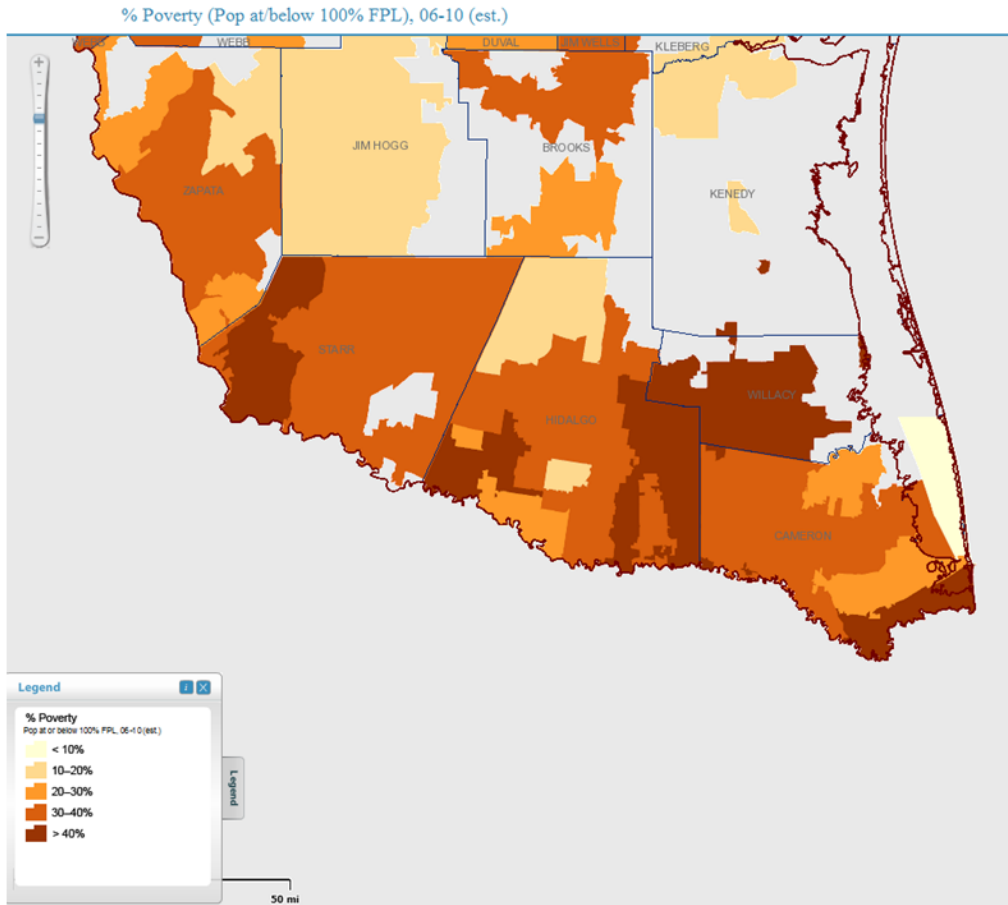 % Poverty (Pop at/below 100% FPL), 06-10 (est.)
WEBB
WEBB
DUVAL
JIM WELLS
KLEBERG
JIM HOGG
BROOKS
ZAPATA
KENEDY
STARR
WILLACY
HIDALGO
CAMERON
Legend
% Poverty
Pop at or below 100% FPL, 06-10 (est.)
< 10%
10–20%
20–30%
30–40%
> 40%
Legend
50 mi